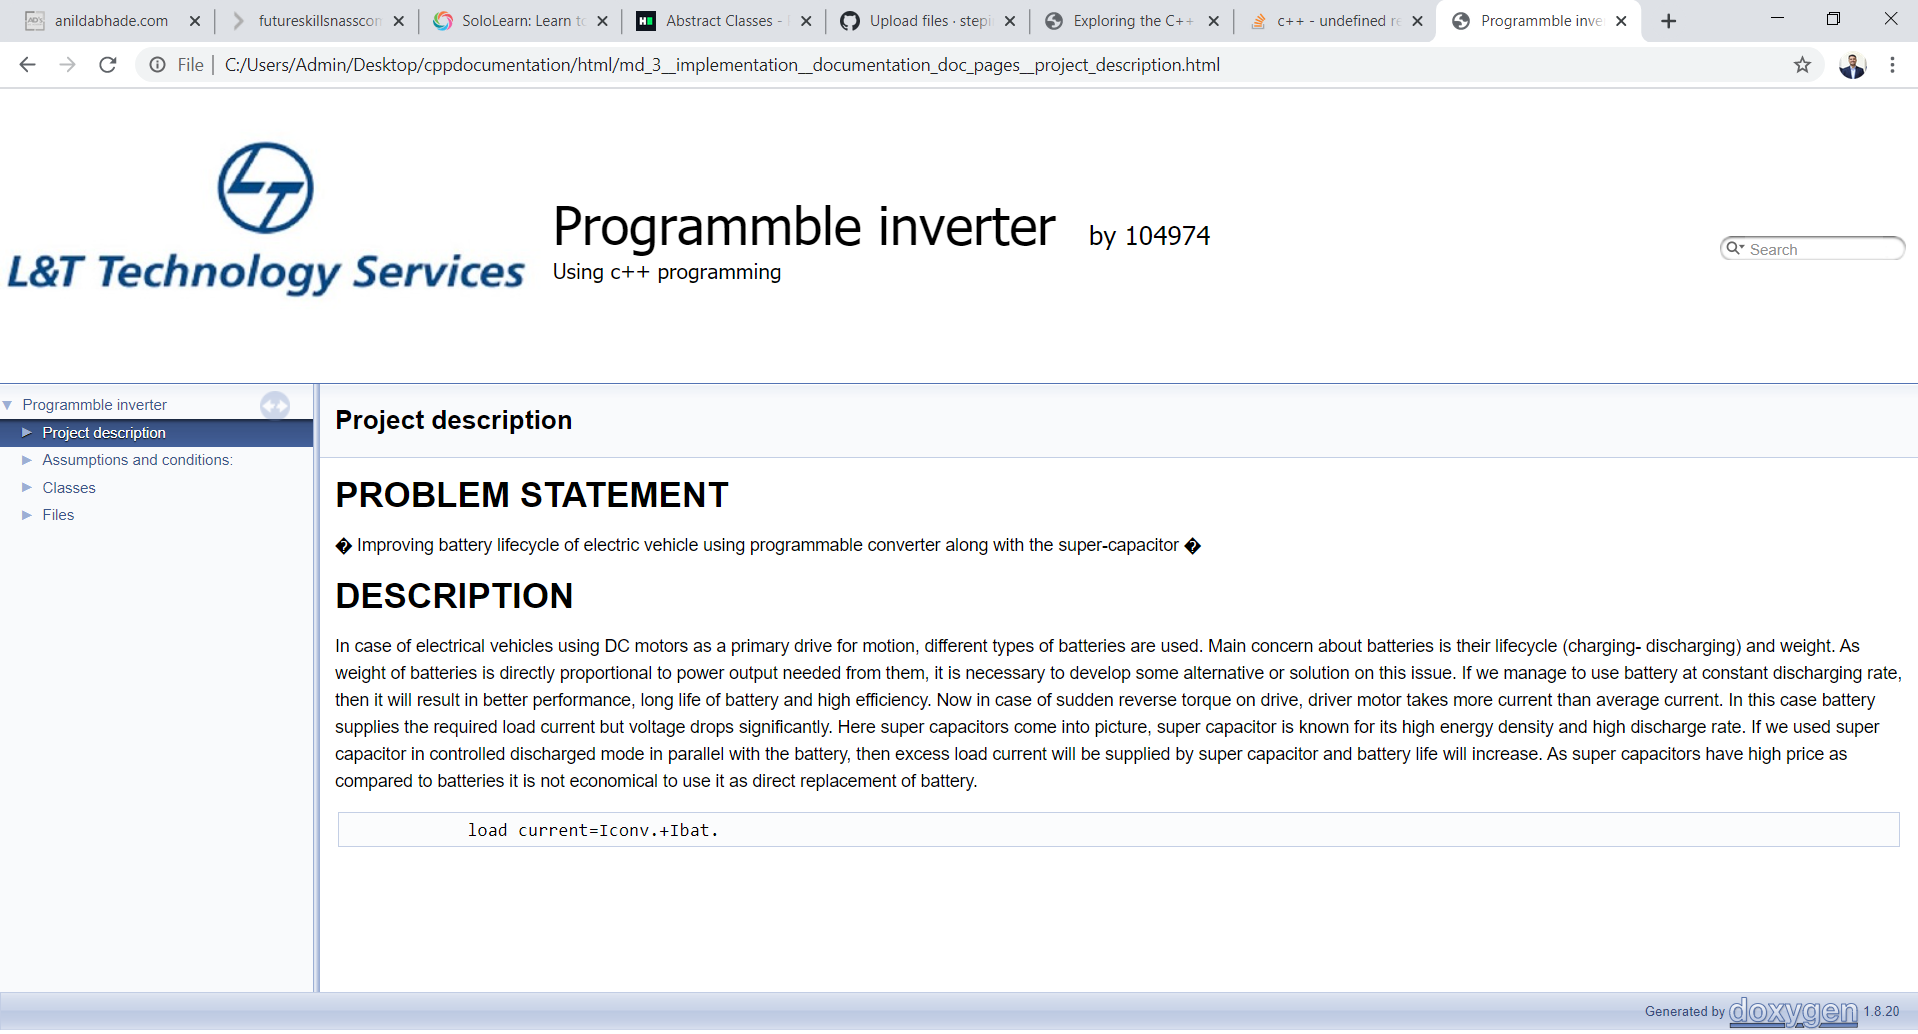 anildabhade.com
futureskillsnasscom
SoloLearn: Learn to
Abstract Classes -
Upload files · stepi
Exploring the C++
c++ - undefined re
Programmble inve
File
C:/Users/Admin/Desktop/cppdocumentation/html/md_3__implementation__documentation_doc_pages__project_description.html
LT
L&T Technology Services
Programmble inverter by 104974
Using c++ programming
Search
Programmble inverter
Project description
Assumptions and conditions:
Classes
Files
Project description
PROBLEM STATEMENT
� Improving battery lifecycle of electric vehicle using programmable converter along with the super-capacitor �
DESCRIPTION
In case of electrical vehicles using DC motors as a primary drive for motion, different types of batteries are used. Main concern about batteries is their lifecycle (charging- discharging) and weight. As
weight of batteries is directly proportional to power output needed from them, it is necessary to develop some alternative or solution on this issue. If we manage to use battery at constant discharging rate,
then it will result in better performance, long life of battery and high efficiency. Now in case of sudden reverse torque on drive, driver motor takes more current than average current. In this case battery
supplies the required load current but voltage drops significantly. Here super capacitors come into picture, super capacitor is known for its high energy density and high discharge rate. If we used super
capacitor in controlled discharged mode in parallel with the battery, then excess load current will be supplied by super capacitor and battery life will increase. As super capacitors have high price as
compared to batteries it is not economical to use it as direct replacement of battery.
load current=Iconv.+Ibat.
Generated by doxygen 1.8.20